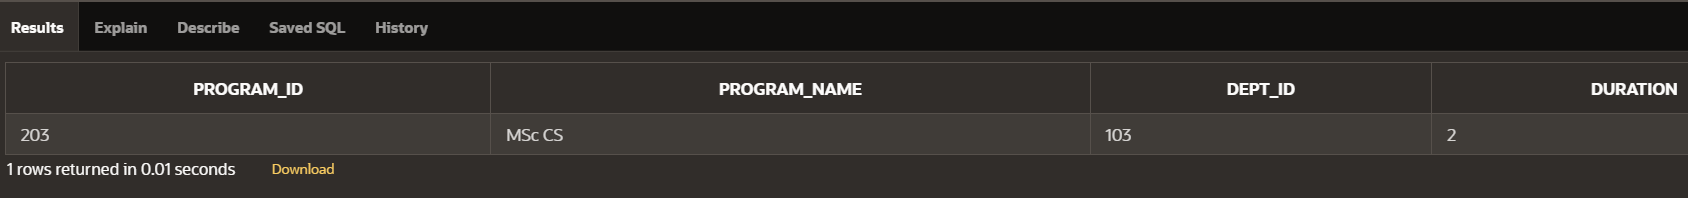 Results Explain Describe Saved SQL History
PROGRAM_ID PROGRAM_NAME DEPT_ID DURATION
203 MSc CS 103 2
1 rows returned in 0.01 seconds Download